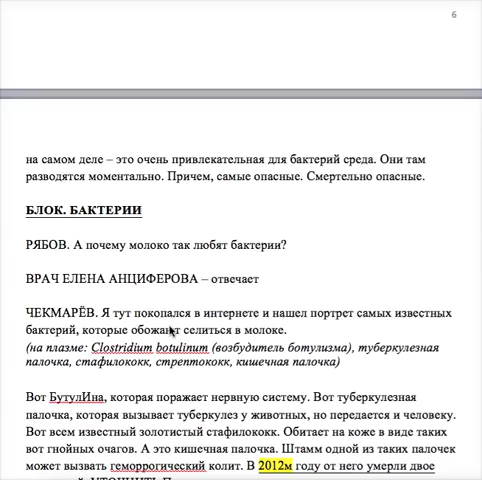 6
на самом деле – это очень привлекательная для бактерий среда. Они там
разводятся моментально. Причем, самые опасные. Смертельно опасные.
БЛОК. БАКТЕРИИ
РЯБОВ. А почему молоко так любят бактерии?
ВРАЧ ЕЛЕНА АНЦИФЕРОВА – отвечает
ЧЕКМАРЁВ. Я тут покопался в интернете и нашел портрет самых известных
бактерий, которые обожают селиться в молоке.
(на плазме: Clostridium botulinum (возбудитель ботулизма), туберкулезная
палочка, стафилококк, стрептококк, кишечная палочка)
Вот БутулИна, которая поражает нервную систему. Вот туберкулезная
палочка, которая вызывает туберкулез у животных, но передается и человеку.
Вот всем известный золотистый стафилококк. Обитает на коже в виде таких
вот гнойных очагов. А это кишечная палочка. Штамм одной из таких палочек
может вызвать геморрогический колит. В 2012м году от него умерли двое